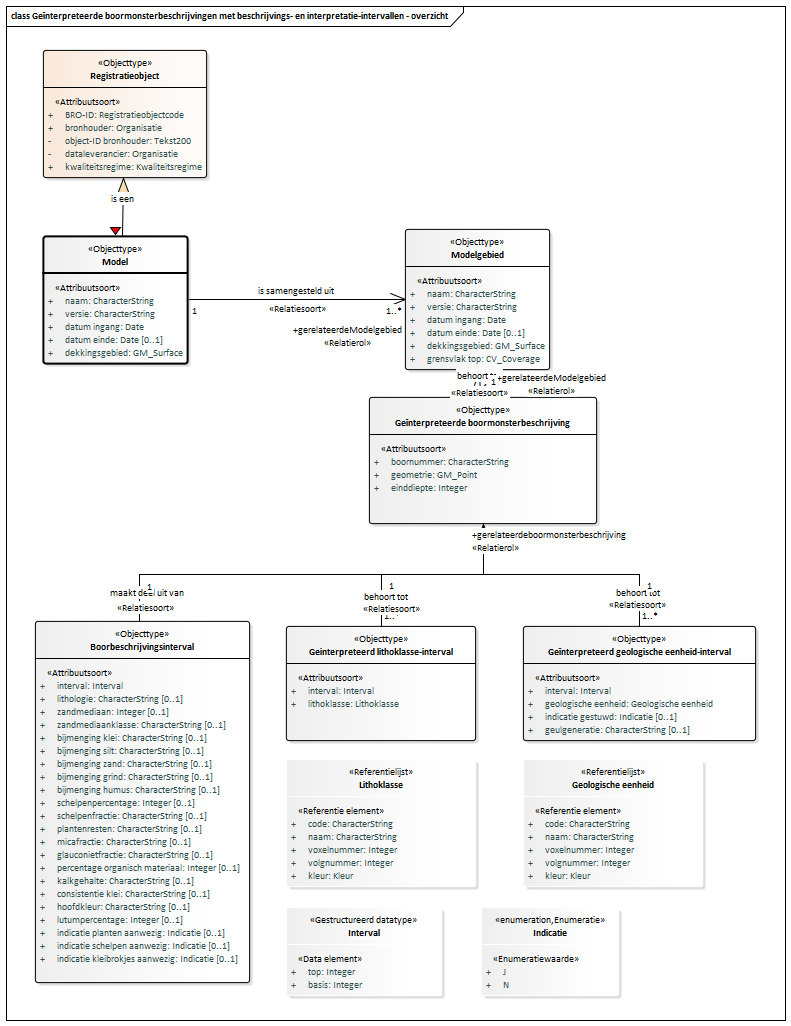 class Geïnterpreteerde boormonsterbeschrijvingen met beschrijvings- en interpretatie-intervallen - overzicht
«Objecttype»
Registratieobject
«Attribuutsoort»
+ BRO-ID: Registratieobjectcode
+ bronhouder: Organisatie
- object-ID bronhouder: Tekst200
- dataleverancier: Organisatie
+ kwaliteitsregime: Kwaliteitsregime
is een
«Objecttype»
Model
«Attribuutsoort»
+ naam: CharacterString
+ versie: CharacterString
+ datum ingang: Date
+ datum einde: Date [0..1]
+ dekkingsgebied: GM_Surface
is samengesteld uit
1
«Relatiesoort»
1..*
+gerelateerdeModelgebied
«Relatierol»
«Objecttype»
Modelgebied
«Attribuutsoort»
+ naam: CharacterString
+ versie: CharacterString
+ datum ingang: Date
+ datum einde: Date [0..1]
+ dekkingsgebied: GM_Surface
+ grensvlak top: CV_Coverage
behoort
1
+gerelateerdeModelgebied
«Relatiesoort»
«Relatierol»
«Objecttype»
Geïnterpreteerde boormonsterbeschrijving
«Attribuutsoort»
+ boornummer: CharacterString
+ geometrie: GM_Point
+ einddiepte: Integer
+gerelateerdeboormonsterbeschrijving
«Relatierol»
1
maakt deel uit van
«Relatiesoort»
1
behoort tot
«Relatiesoort»
1..*
1
behoort tot
«Relatiesoort»
1..*
«Objecttype»
Boorbeschrijvingsinterval
«Attribuutsoort»
+ interval: Interval
+ lithologie: CharacterString [0..1]
+ zandmediaan: Integer [0..1]
+ zandmediaanklasse: CharacterString [0..1]
+ bijmenging klei: CharacterString [0..1]
+ bijmenging silt: CharacterString [0..1]
+ bijmenging zand: CharacterString [0..1]
+ bijmenging grind: CharacterString [0..1]
+ bijmenging humus: CharacterString [0..1]
+ schelpenpercentage: Integer [0..1]
+ schelpenfractie: CharacterString [0..1]
+ plantenresten: CharacterString [0..1]
+ micafractie: CharacterString [0..1]
+ glauconietfractie: CharacterString [0..1]
+ percentage organisch materiaal: Integer [0..1]
+ kalkgehalte: CharacterString [0..1]
+ consistentie klei: CharacterString [0..1]
+ hoofdkleur: CharacterString [0..1]
+ lutumpercentage: Integer [0..1]
+ indicatie planten aanwezig: Indicatie [0..1]
+ indicatie schelpen aanwezig: Indicatie [0..1]
+ indicatie kleibrokjes aanwezig: Indicatie [0..1]
«Objecttype»
Geïnterpreteerd lithoklasse-interval
«Attribuutsoort»
+ interval: Interval
+ lithoklasse: Lithoklasse
«Objecttype»
Geïnterpreteerd geologische eenheid-interval
«Attribuutsoort»
+ interval: Interval
+ geologische eenheid: Geologische eenheid
+ indicatie gestuwd: Indicatie [0..1]
+ geulgeneratie: CharacterString [0..1]
«Referentielijst»
Lithoklasse
«Referentie element»
+ code: CharacterString
+ naam: CharacterString
+ voxelnummer: Integer
+ volgnummer: Integer
+ kleur: Kleur
«Referentielijst»
Geologische eenheid
«Referentie element»
+ code: CharacterString
+ naam: CharacterString
+ voxelnummer: Integer
+ volgnummer: Integer
+ kleur: Kleur
«Gestructureerd datatype»
Interval
«Data element»
+ top: Integer
+ basis: Integer
«enumeration,Enumeratie»
Indicatie
«Enumeratiewaarde»
+ J
+ N